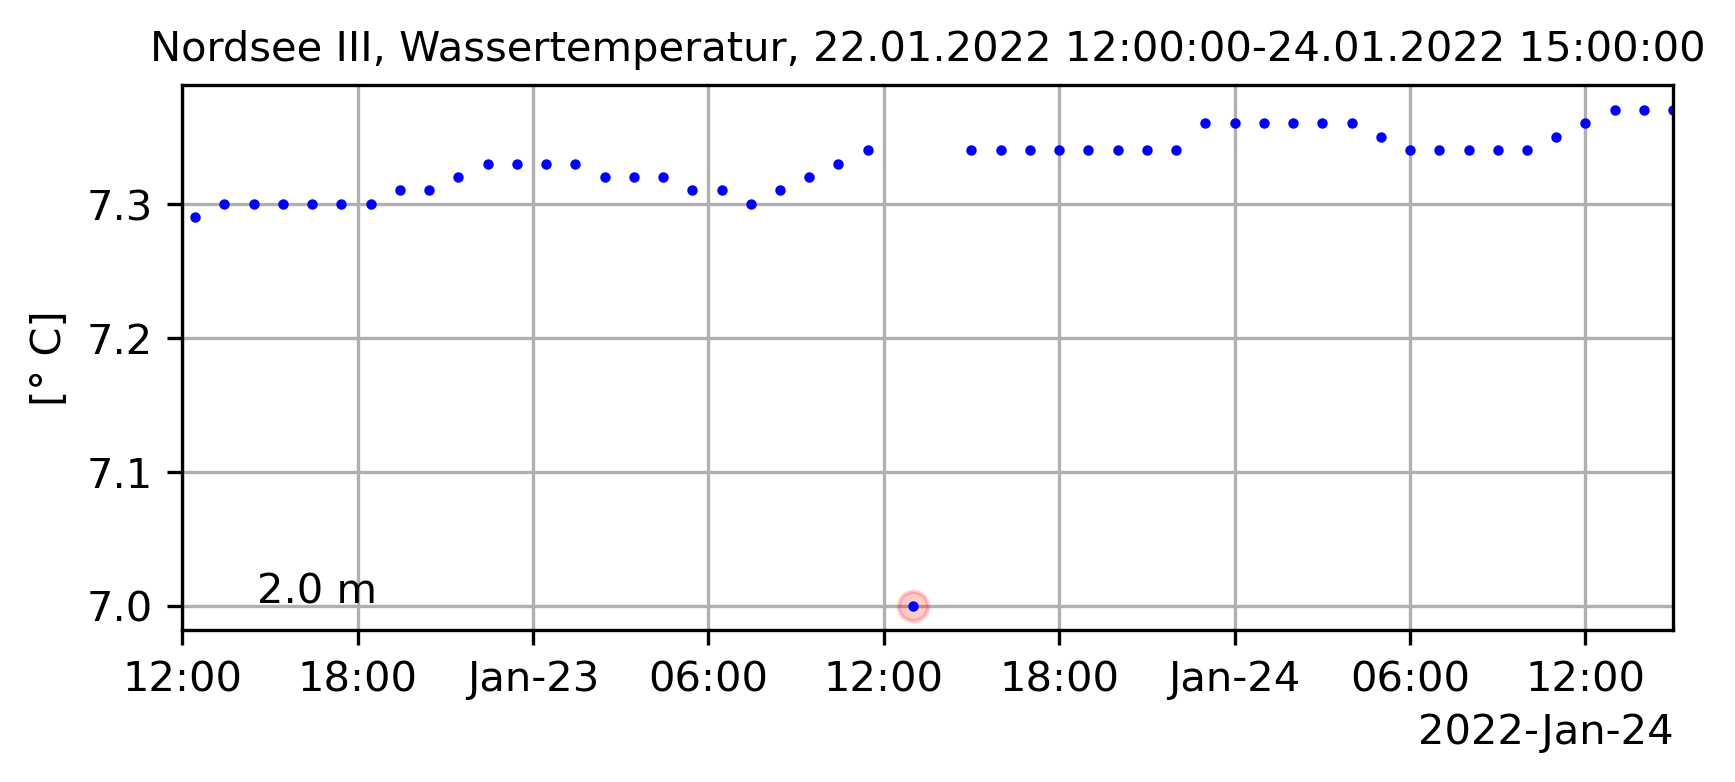 Nordsee III, Wassertemperatur, 22.01.2022 12:00:00-24.01.2022 15:00:00
[° C]
7.3
7.2
7.1
7.0
2.0 m
12:00 18:00 Jan-23 06:00 12:00 18:00 Jan-24 06:00 12:00
2022-Jan-24